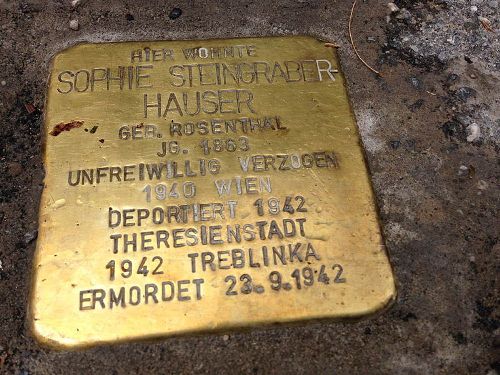 HIER WOHNTE
SOPHIE STEINGRABER-
HAUSER
GEB. ROSENTHAL
JG. 1863
UNFREIWILLIG VERZOGEN
1940 WIEN
DEPORTIERT 1942
THERESIENSTADT
1942 TREBLINKA
ERMORDET 23.9.1942